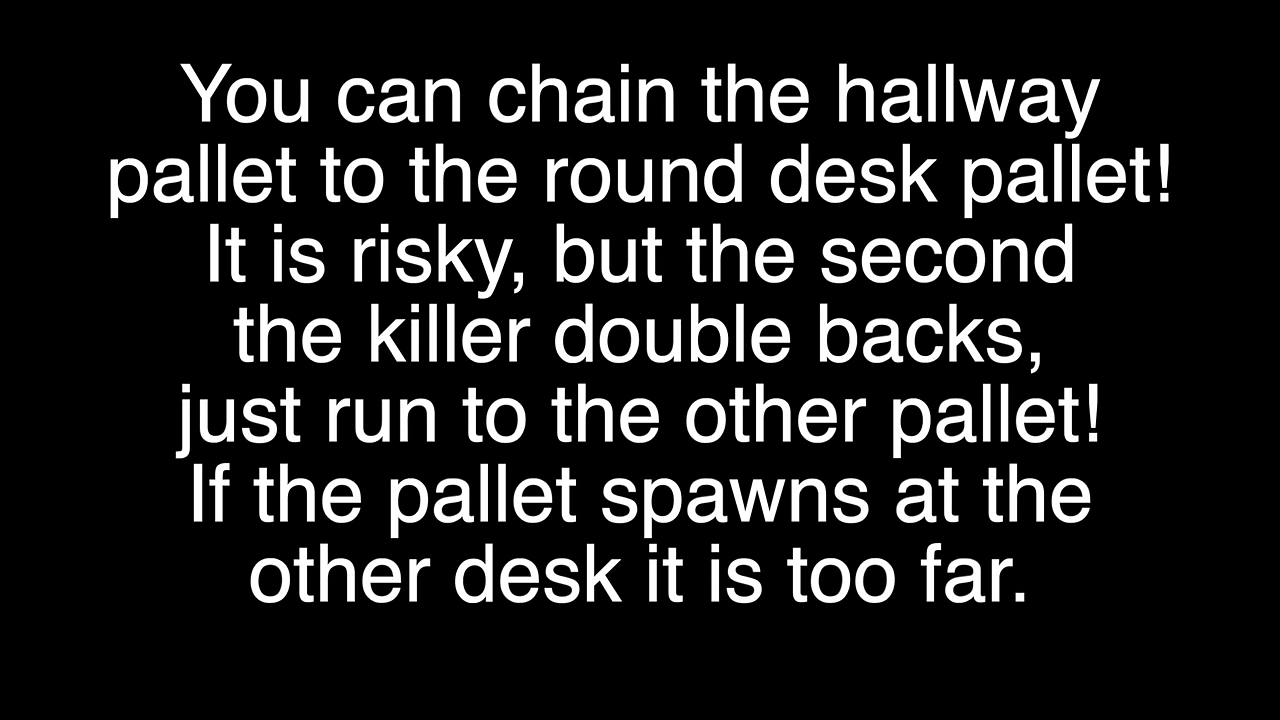 You can chain the hallway
pallet to the round desk pallet!
It is risky, but the second
the killer double backs,
just run to the other pallet!
If the pallet spawns at the
other desk it is too far.